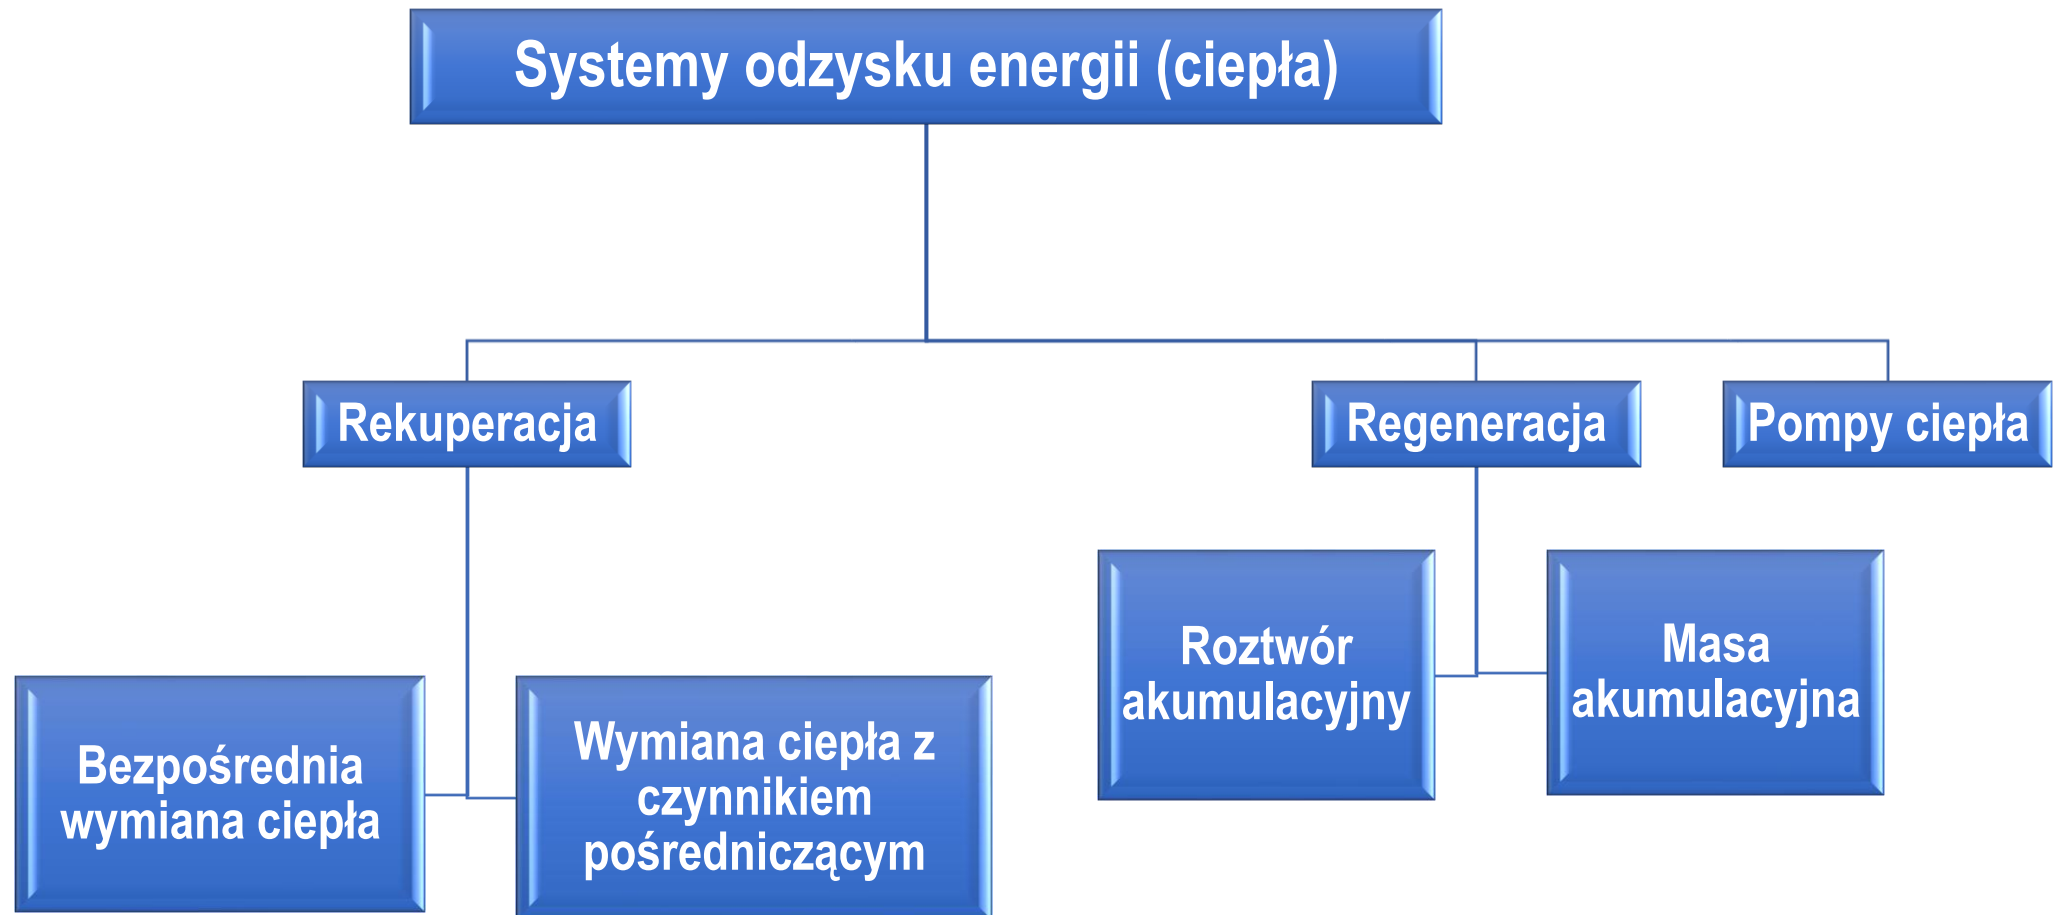 Systemy odzysku energii (ciepła)
Rekuperacja
Regeneracja
Pompy ciepła
Bezpośrednia
wymiana ciepła
Wymiana ciepła z
czynnikiem
pośredniczącym
Roztwór
akumulacyjny
Masa
akumulacyjna